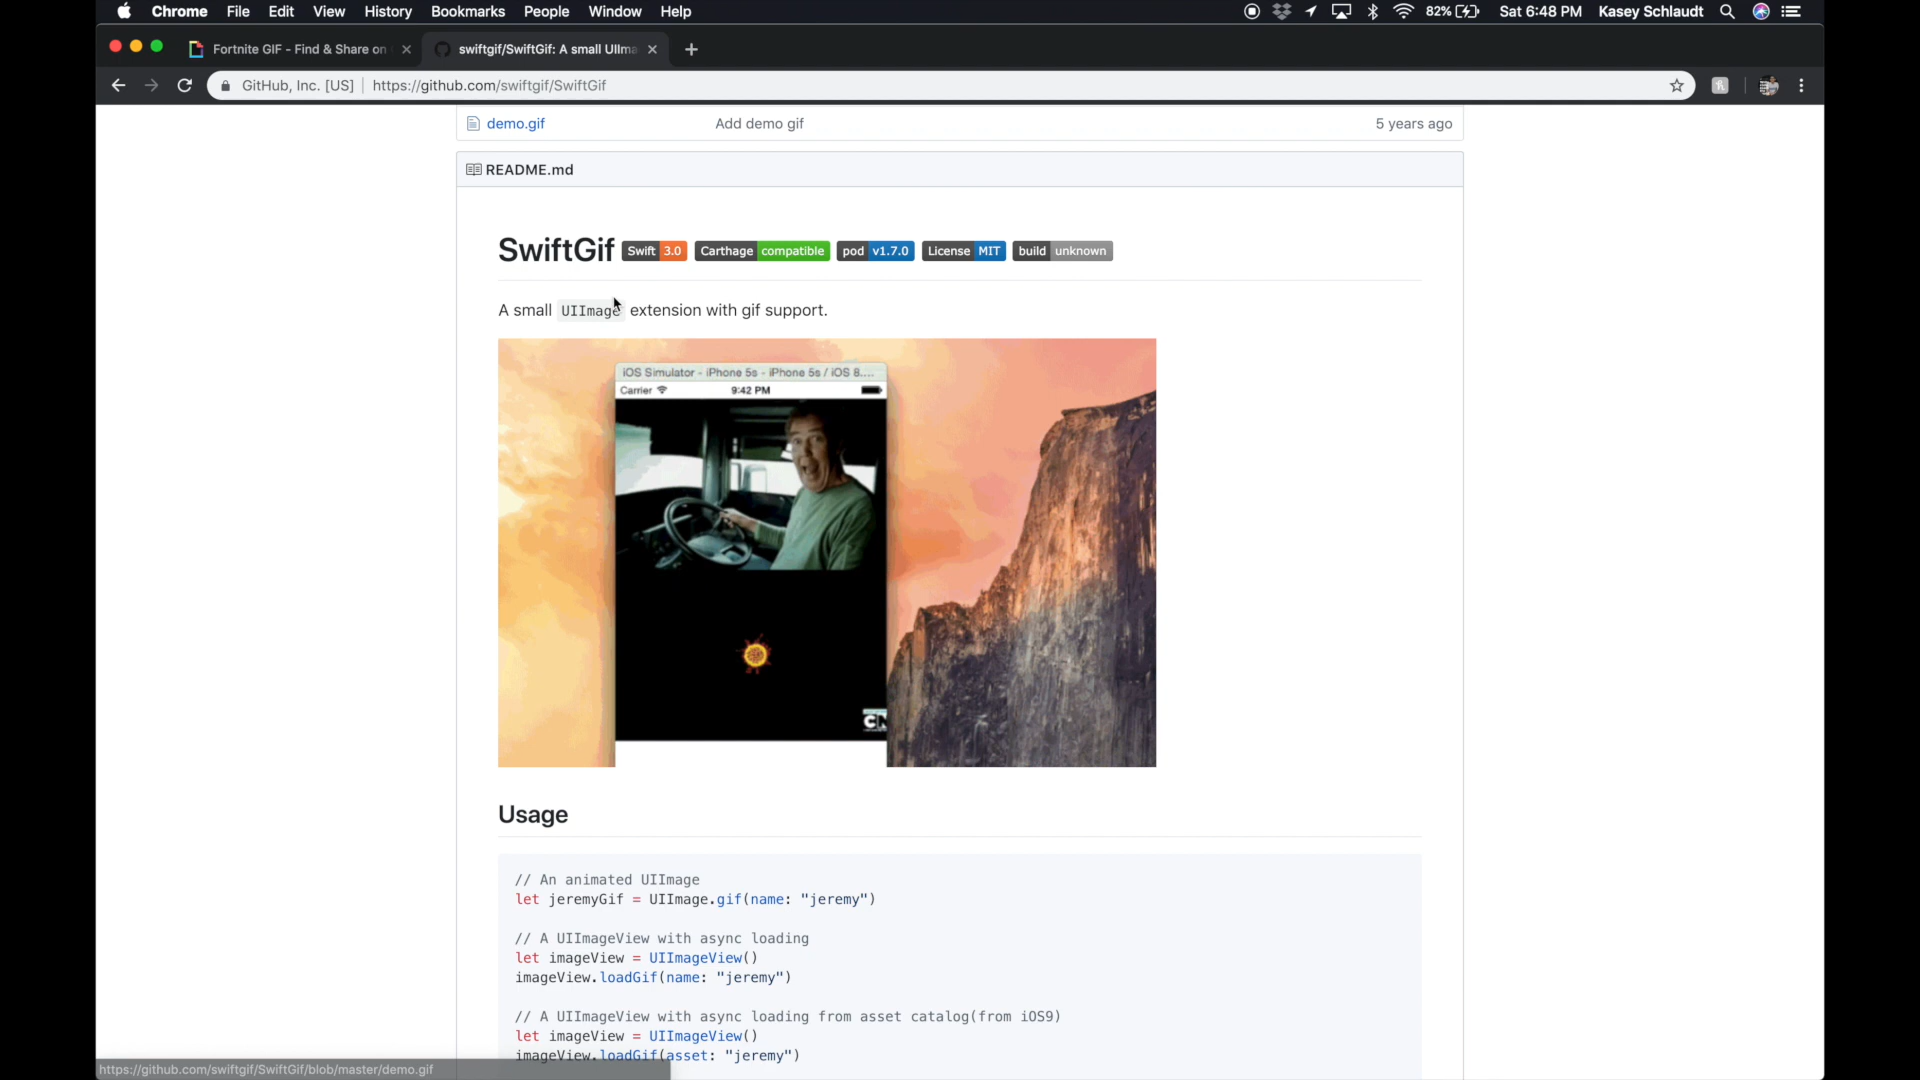 Chrome File Edit View History Bookmarks People Window Help 82% Sat 6:48 PM Kasey Schlaudt
Fortnite GIF - Find & Share on swiftgif/SwiftGif: A small UIIma
GitHub, Inc. [US] https://github.com/swiftgif/SwiftGif
demo.gif Add demo gif 5 years ago
README.md
SwiftGif Swift 3.0 Carthage compatible pod v1.7.0 License MIT build unknown
A small UIImage extension with gif support.
iOS Simulator - iPhone 5s - iPhone 5s / iOS 8....
Carrier 9:42 PM
CN
Usage
// An animated UIImage
let jeremyGif = UIImage.gif(name: "jeremy")
// A UIImageView with async loading
let imageView = UIImageView()
imageView.loadGif(name: "jeremy")
// A UIImageView with async loading from asset catalog(from iOS9)
let imageView = UIImageView()
imageView.loadGif(asset: "jeremy")
https://github.com/swiftgif/SwiftGif/blob/master/demo.gif